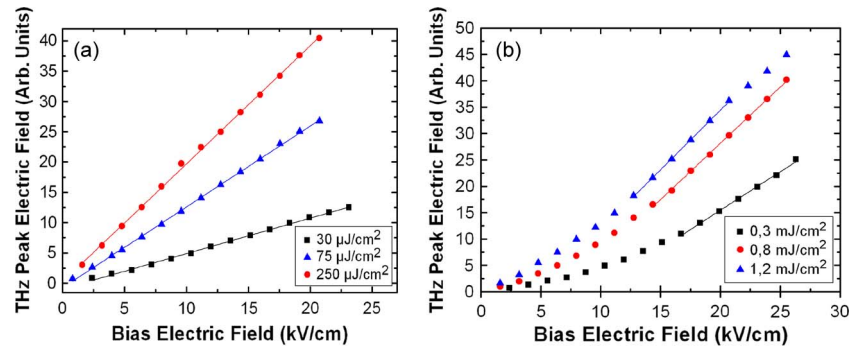 (a)
THz Peak Electric Field (Arb. Units)
40
35
30
25
20
15
10
5
0
0 5 10 15 20 25
Bias Electric Field (kV/cm)
30 µJ/cm²
75 µJ/cm²
250 µJ/cm²
(b)
THz Peak Electric Field (Arb. Units)
50
45
40
35
30
25
20
15
10
5
0
0 5 10 15 20 25 30
Bias Electric Field (kV/cm)
0,3 mJ/cm²
0,8 mJ/cm²
1,2 mJ/cm²